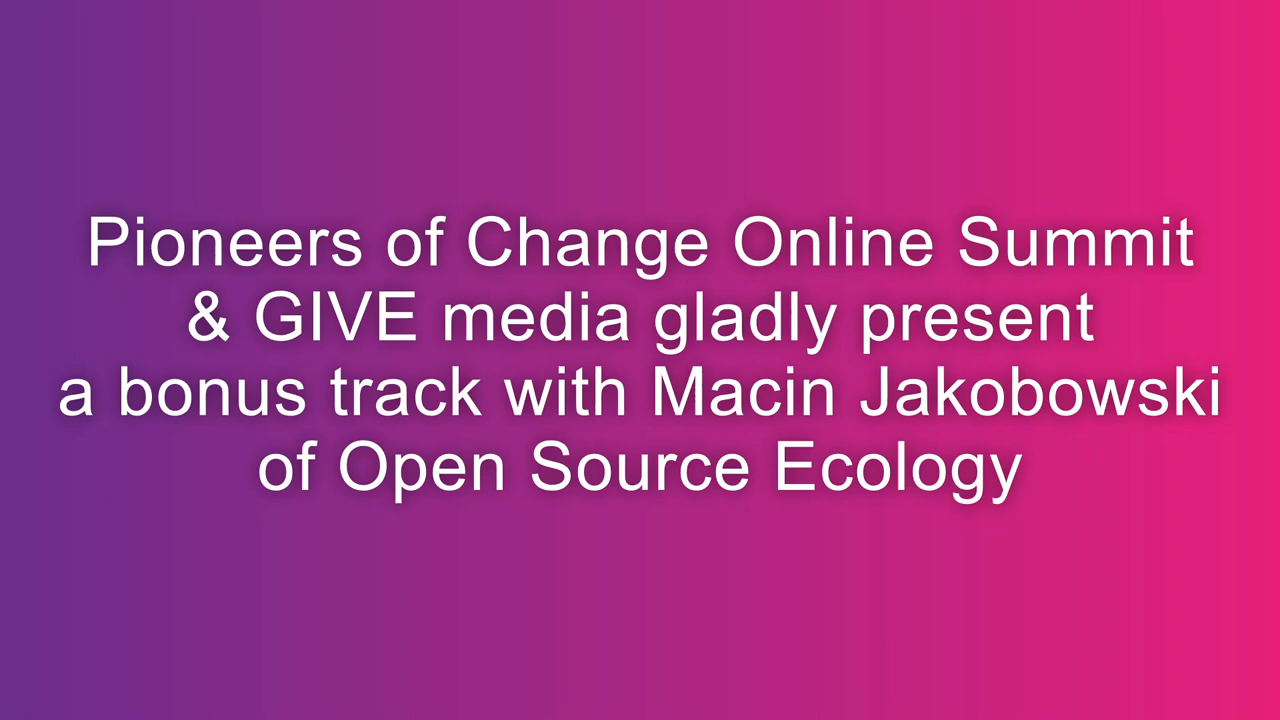 Pioneers of Change Online Summit
& GIVE media gladly present
a bonus track with Macin Jakobowski
of Open Source Ecology